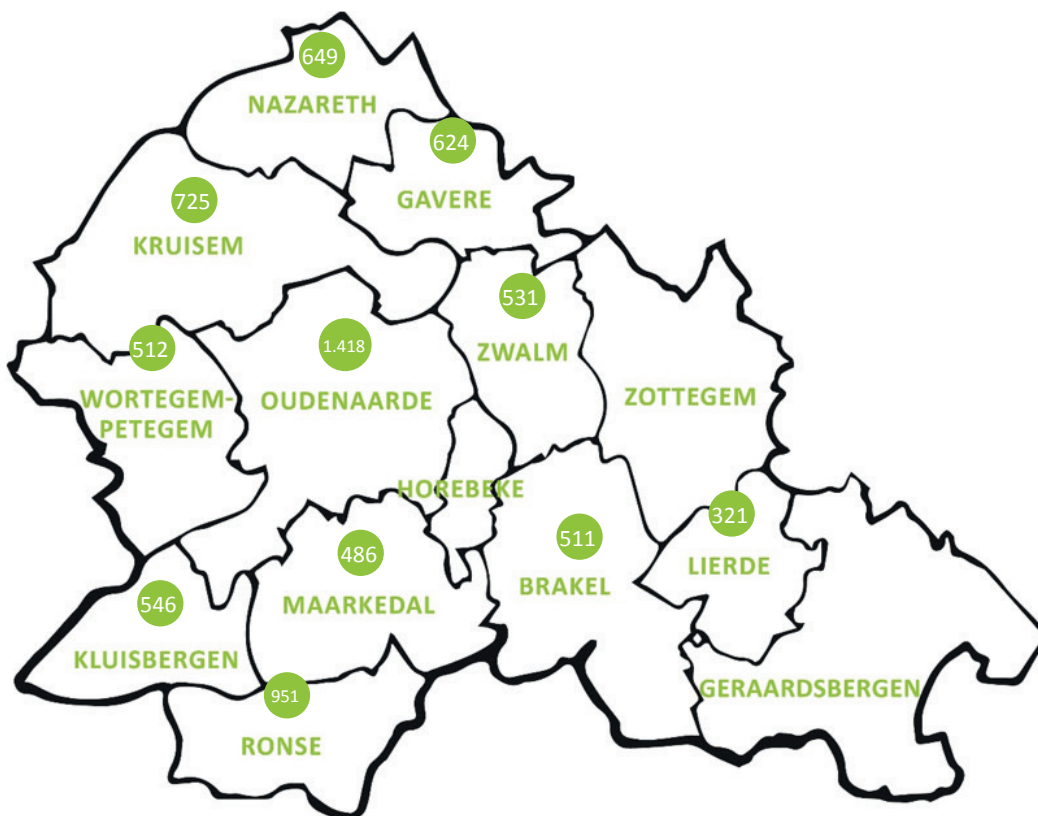 649
NAZARETH
624
GAVERE
725
KRUISEM
531
ZWALM
512
WORTEGEM-
PETEGEM
1.418
OUDENAARDE
ZOTTEGEM
HOREBEKE
486
MAARKEDAL
511
BRAKEL
321
LIERDE
546
KLUISBERGEN
951
RONSE
GERAARDSBERGEN